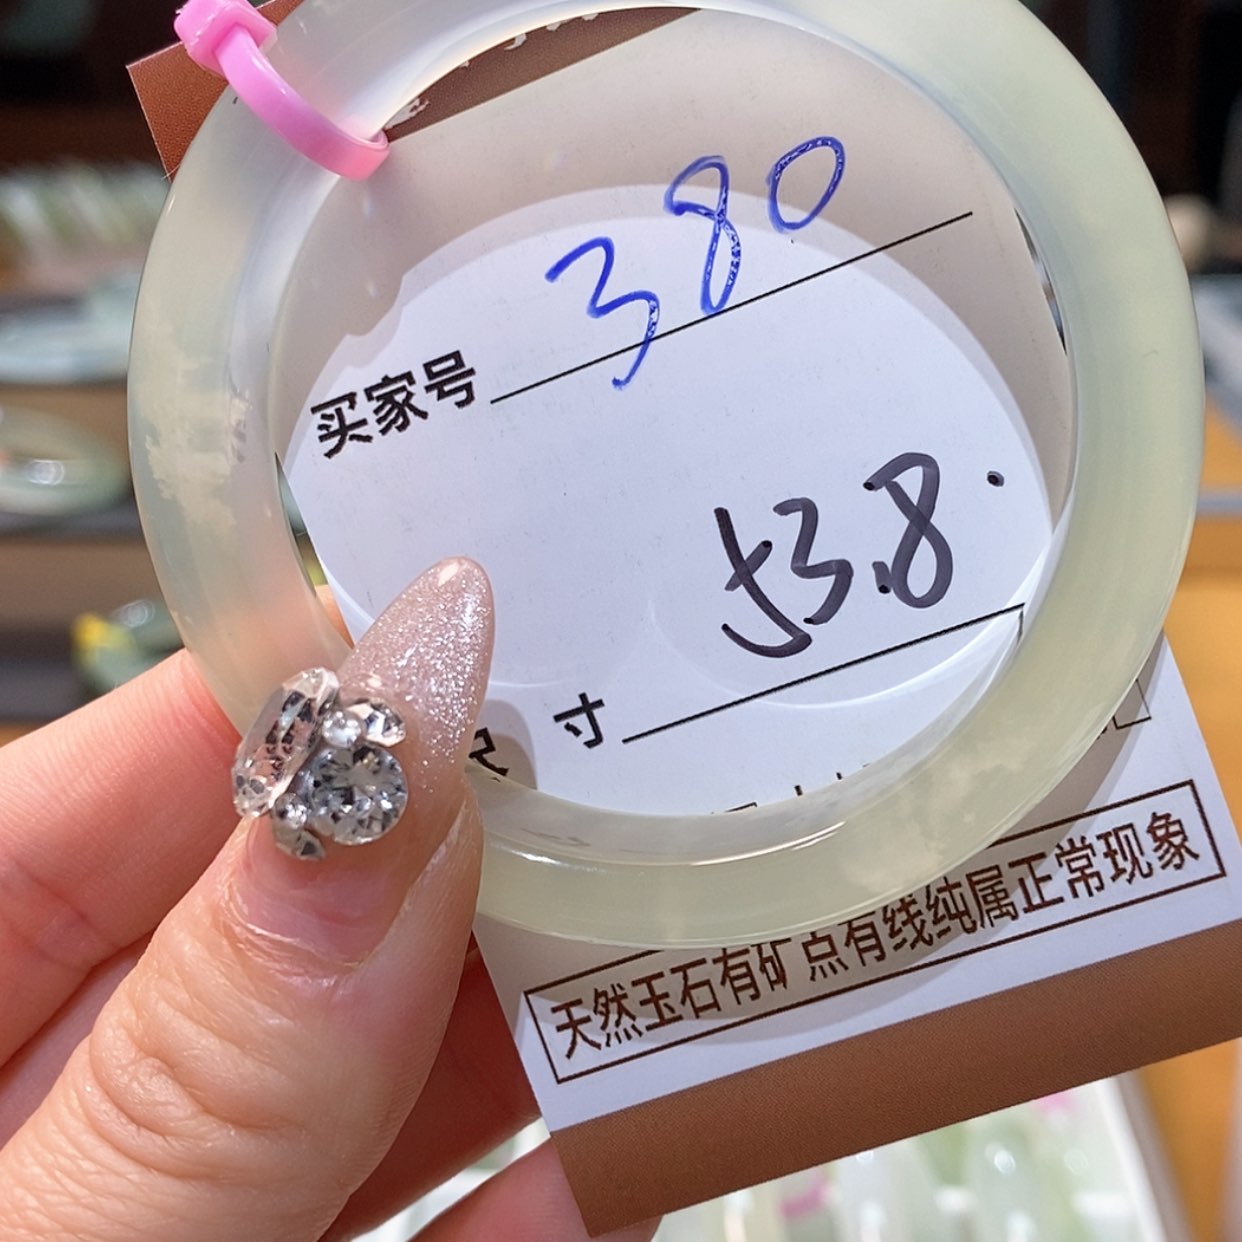 买家号 380
尺 寸 53.8
天然玉石有矿点有线纯属正常现象